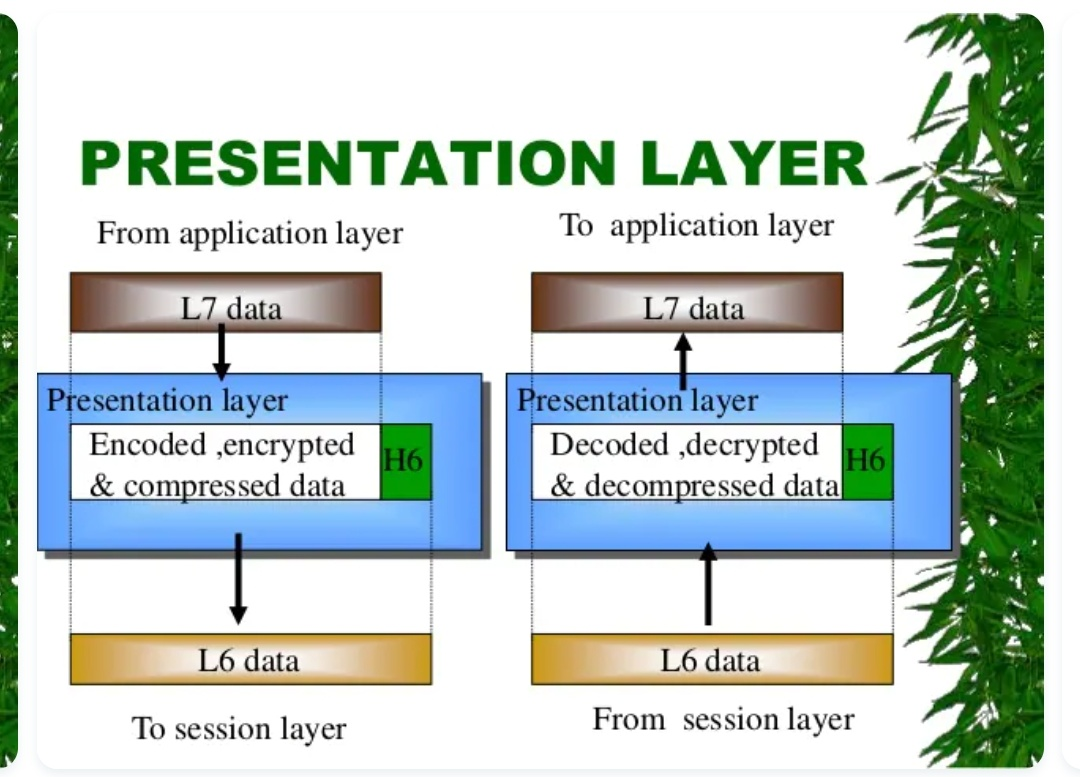 PRESENTATION LAYER
From application layer
L7 data
Presentation layer
Encoded ,encrypted
& compressed data
H6
L6 data
To session layer
To  application layer
L7 data
Presentation layer
Decoded ,decrypted
& decompressed data
H6
L6 data
From  session layer